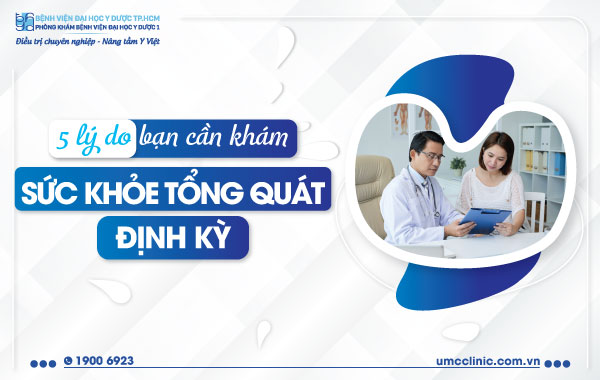 BỆNH VIỆN ĐẠI HỌC Y DƯỢC TP.HCM
PHÒNG KHÁM BỆNH VIỆN ĐẠI HỌC Y DƯỢC 1
Điều trị chuyên nghiệp - Nâng tầm Y Việt
5 lý do bạn cần khám
SỨC KHỎE TỔNG QUÁT
ĐỊNH KỲ
1900 6923
umcclinic.com.vn